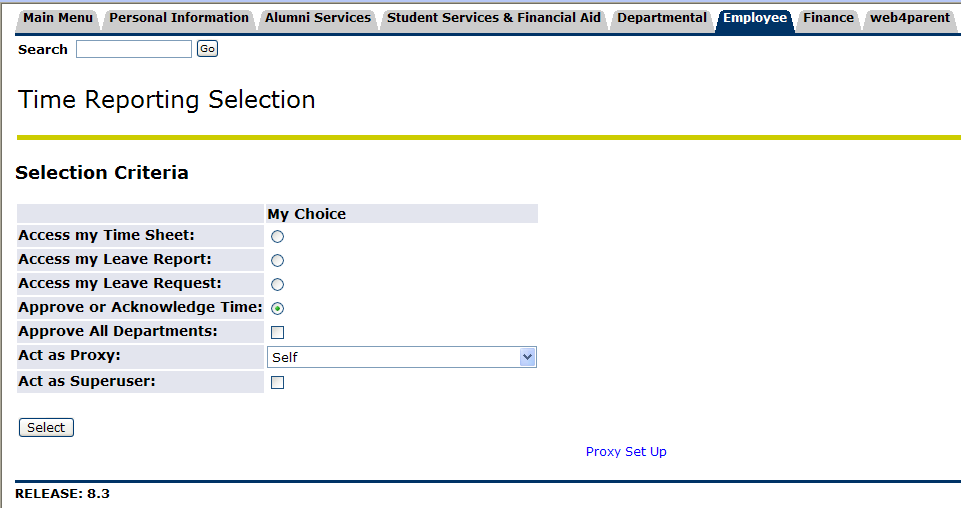 Main Menu Personal Information Alumni Services Student Services & Financial Aid Departmental Employee Finance web4parent
Search Go
Time Reporting Selection
Selection Criteria
My Choice
Access my Time Sheet:
Access my Leave Report:
Access my Leave Request:
Approve or Acknowledge Time:
Approve All Departments:
Act as Proxy: Self
Act as Superuser:
Select
Proxy Set Up
RELEASE: 8.3